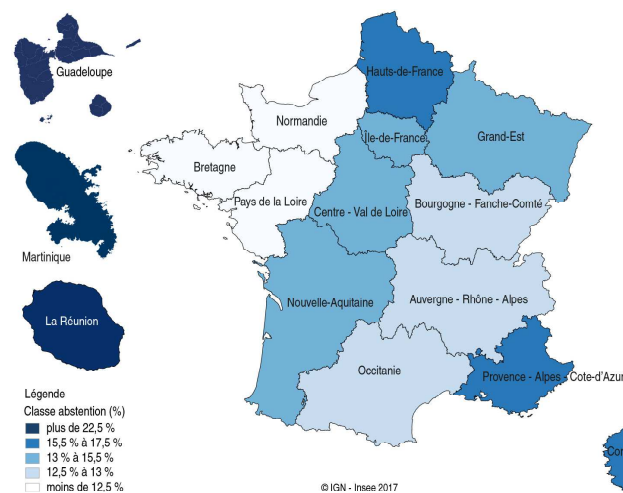 Guadeloupe
Hauts-de-France
Normandie
Île-de-France
Grand-Est
Bretagne
Pays de la Loire
Centre - Val de Loire
Bourgogne - Franche-Comté
Martinique
La Réunion
Nouvelle-Aquitaine
Auvergne - Rhône - Alpes
Occitanie
Provence - Alpes - Cote-d'Azur
Légende
Classe abstention (%)
plus de 22,5 %
15,5 % à 17,5 %
13 % à 15,5 %
12,5 % à 13 %
moins de 12,5 %
© IGN - Insee 2017